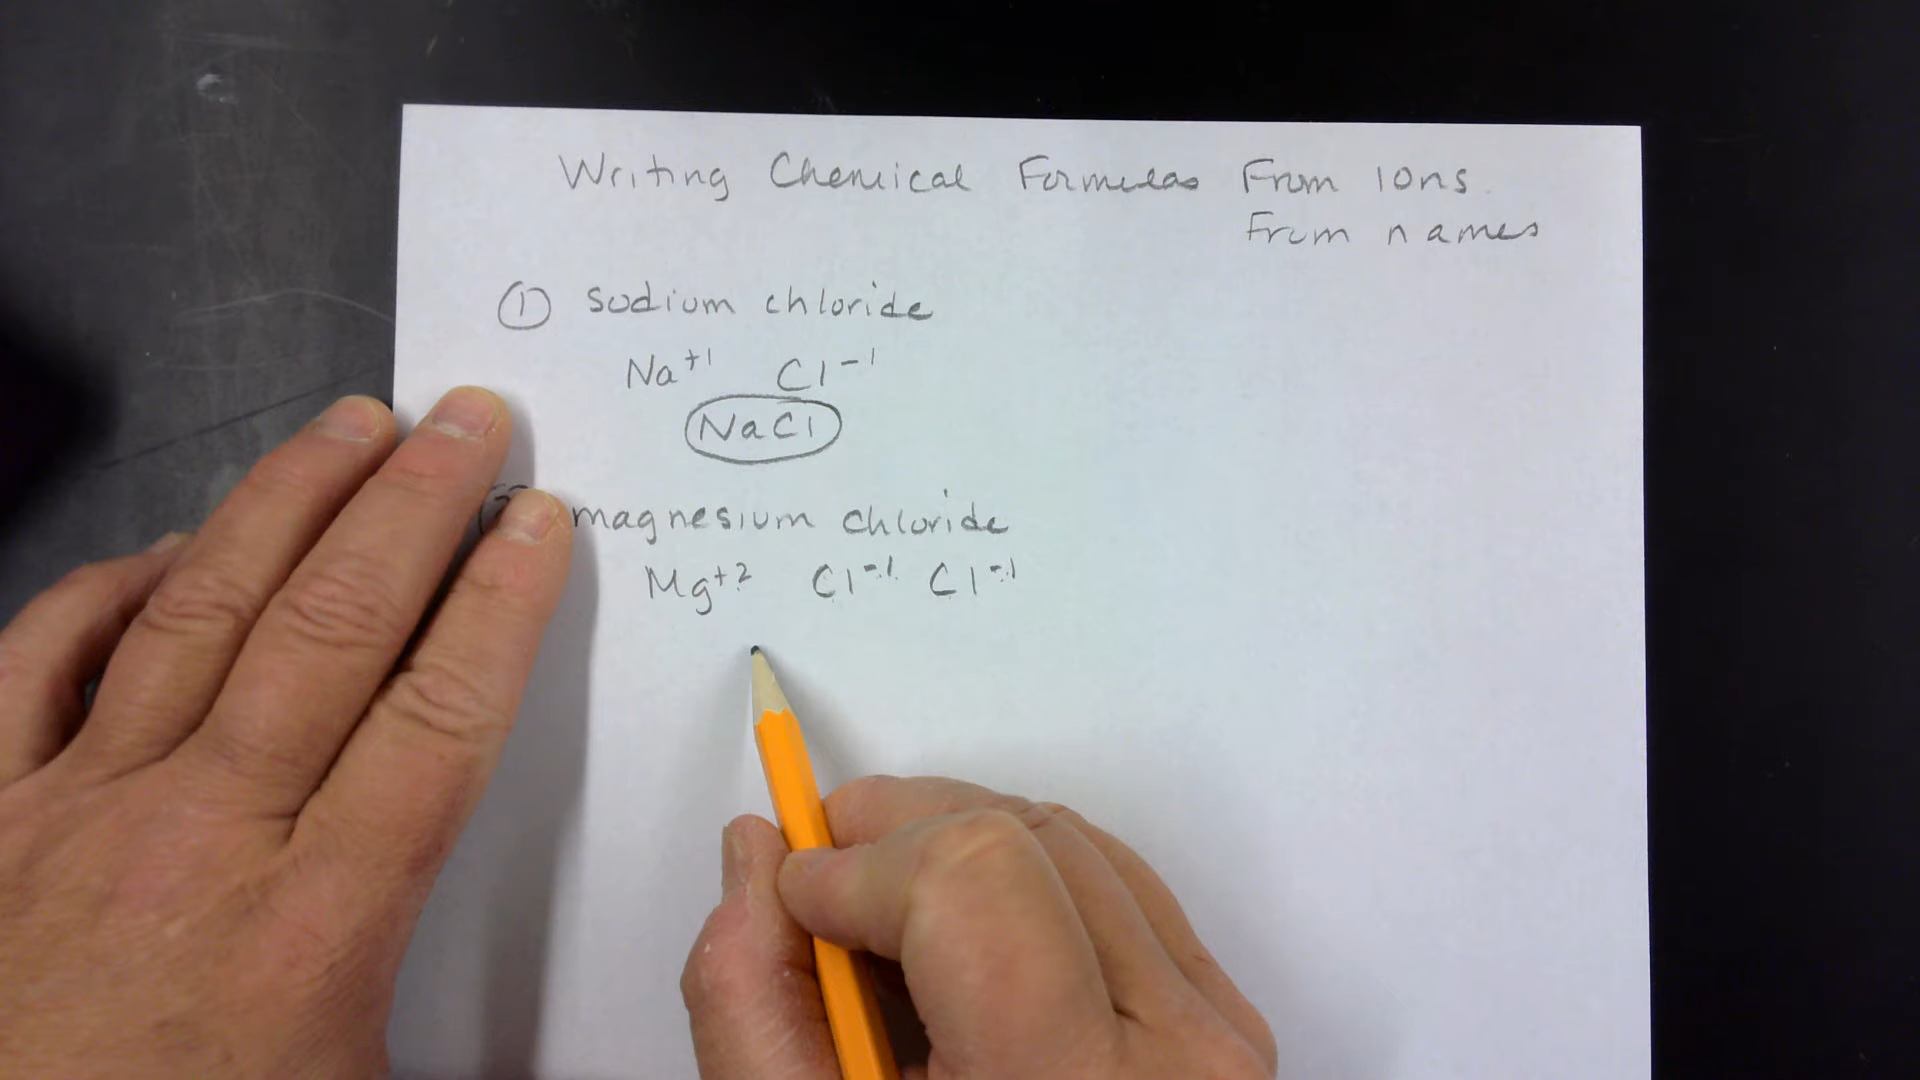 Writing Chemical Formulas From Ions.
From names
① sodium chloride
Na⁺¹ Cl⁻¹
NaCl
magnesium chloride
Mg⁺² Cl⁻¹ Cl⁻¹